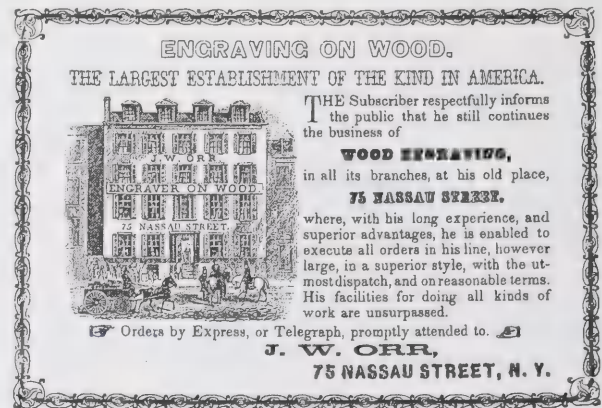 ENGRAVING ON WOOD.
THE LARGEST ESTABLISHMENT OF THE KIND IN AMERICA.
J. W. ORR
ENGRAVER ON WOOD.
75 NASSAU STREET.
THE Subscriber respectfully informs
the public that he still continues
the business of
WOOD ENGRAVING,
in all its branches, at his old place,
75 NASSAU STREET.
where, with his long experience, and
superior advantages, he is enabled to
execute all orders in his line, however
large, in a superior style, with the ut-
most dispatch, and on reasonable terms.
His facilities for doing all kinds of
work are unsurpassed.
Orders by Express, or Telegraph, promptly attended to.
J. W. ORR,
75 NASSAU STREET, N. Y.